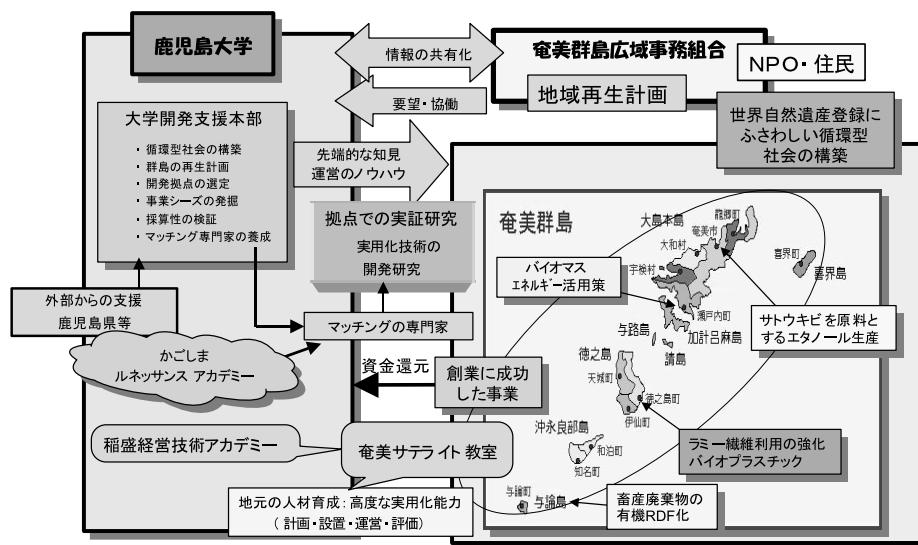 鹿児島大学
情報の共有化
要望・協働
奄美群島広域事務組合
地域再生計画
NPO・住民
世界自然遺産登録に
ふさわしい循環型
社会の構築
大学開発支援本部
・ 循環型社会の構築
・ 群島の再生計画
・ 開発拠点の選定
・ 事業シーズの発掘
・ 採算性の検証
・ マッチング専門家の養成
先端的な知見
運営のノウハウ
拠点での実証研究
実用化技術の
開発研究
外部からの支援
鹿児島県等
マッチングの専門家
かごしま
ルネッサンス アカデミー
資金還元
創業に成功
した事業
稲盛経営技術アカデミー
奄美サテライト教室
地元の人材育成:高度な実用化能力
(計画・設置・運営・評価)
奄美群島
大島本島
龍郷町
奄美市
大和村
宇検村
瀬戸内町
喜界町
喜界島
バイオマス
エネルギー活用策
与路島
加計呂麻島
請島
サトウキビを原料と
するエタノール生産
徳之島
天城町
徳之島町
伊仙町
沖永良部島
和泊町
知名町
ラミー繊維利用の強化
バイオプラスチック
与論町
与論島
畜産廃棄物の
有機RDF化